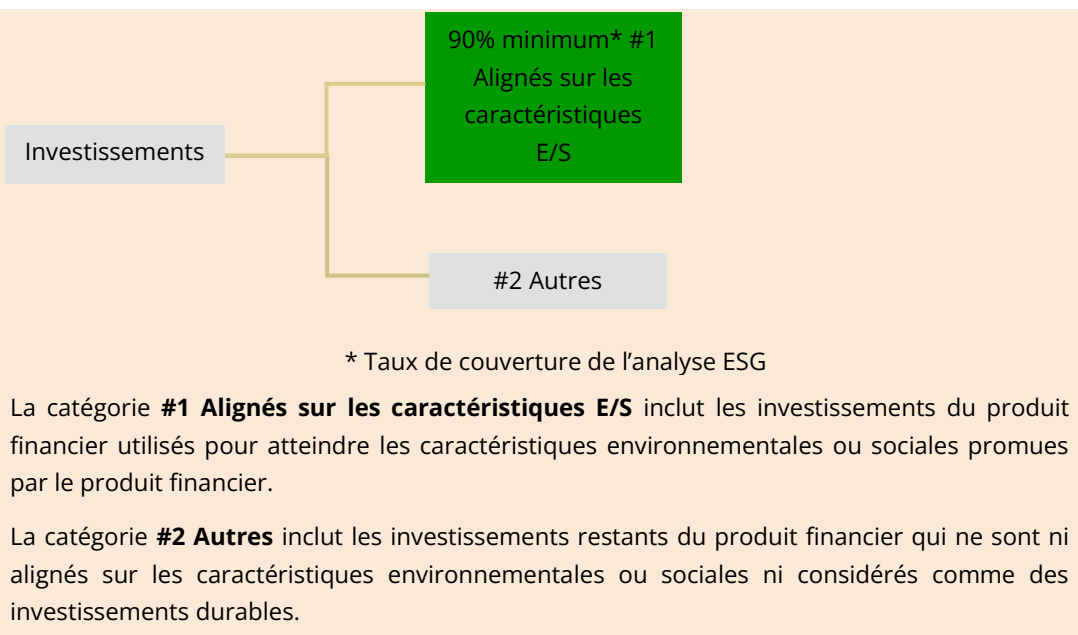 90% minimum* #1
Alignés sur les
caractéristiques
E/S
Investissements
#2 Autres
* Taux de couverture de l’analyse ESG
La catégorie #1 Alignés sur les caractéristiques E/S inclut les investissements du produit
financier utilisés pour atteindre les caractéristiques environnementales ou sociales promues
par le produit financier.
La catégorie #2 Autres inclut les investissements restants du produit financier qui ne sont ni
alignés sur les caractéristiques environnementales ou sociales ni considérés comme des
investissements durables.